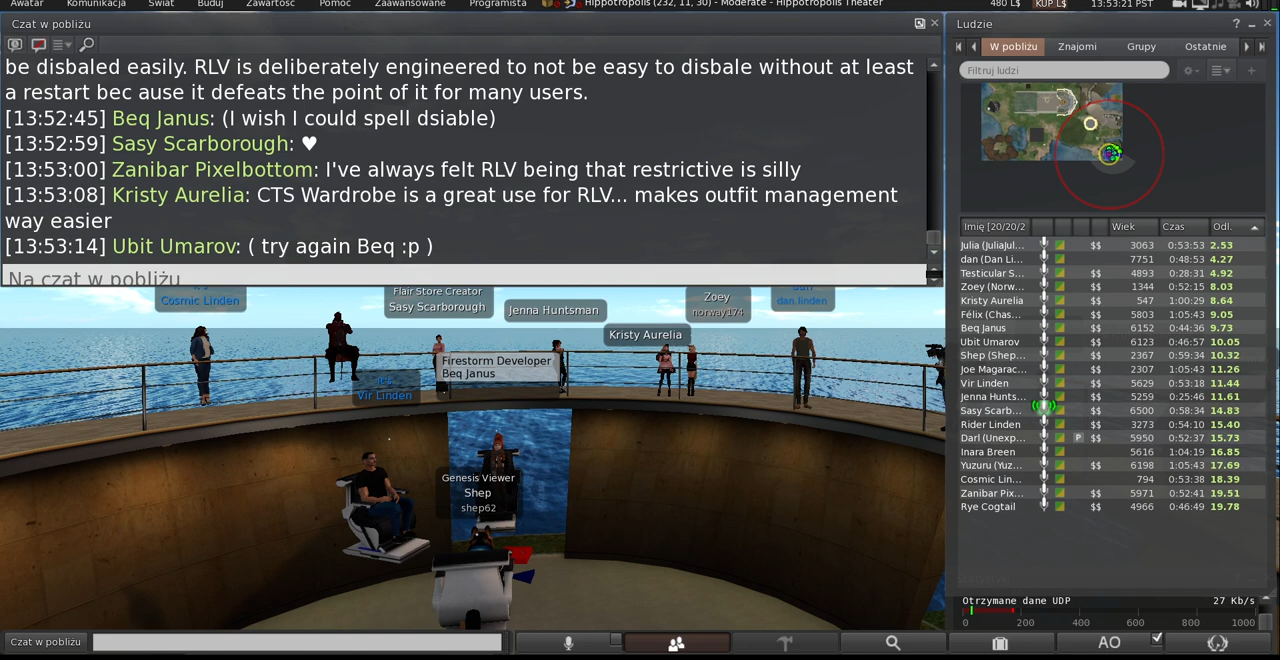 Awatar Komunikacja Świat Buduj Zawartość Pomoc Zaawansowane Programista Hippotropolis (232, 11, 30) - Moderate - Hippotropolis Theater 480 L$ KUP L$ 13:53:21 PST
Czat w pobliżu
be disbaled easily. RLV is deliberately engineered to not be easy to disbale without at least
a restart bec ause it defeats the point of it for many users.
[13:52:45] Beq Janus: (I wish I could spell dsiable)
[13:52:59] Sasy Scarborough: ♥
[13:53:00] Zanibar Pixelbottom: I've always felt RLV being that restrictive is silly
[13:53:08] Kristy Aurelia: CTS Wardrobe is a great use for RLV... makes outfit management
way easier
[13:53:14] Ubit Umarov: ( try again Beq :p )
Na czat w pobliżu
Cosmic Linden
Flair Store Creator
Sasy Scarborough
Jenna Huntsman
Zoey
norway174
dan
dan.linden
Kristy Aurelia
Firestorm Developer
Beq Janus
Vir Linden
Genesis Viewer
Shep
shep62
Czat w pobliżu
Ludzie
W pobliżu Znajomi Grupy Ostatnie
Filtruj ludzi
Imię [20/20/2 Wiek Czas Odl.
Julia (JuliaJul... $$ 3063 0:53:53 2.53
dan (Dan Li... 7751 0:48:53 4.27
Testicular S... $$ 4893 0:28:31 4.92
Zoey (Norw... $$ 1344 0:52:15 8.03
Kristy Aurelia $$ 547 1:00:29 8.64
Félix (Chas... $$ 5803 1:05:43 9.05
Beq Janus $$ 6152 0:44:36 9.73
Ubit Umarov $$ 6123 0:46:57 10.05
Shep (Shep... $$ 2367 0:59:34 10.32
Joe Magarac... $$ 2307 1:05:43 11.26
Vir Linden $$ 5629 0:53:18 11.44
Jenna Hunts... $$ 5259 0:25:46 11.61
Sasy Scarb... $$ 6500 0:58:34 14.83
Rider Linden $$ 3273 0:54:10 15.40
Darl (Unexp... P $$ 5950 0:52:37 15.73
Inara Breen 5616 1:04:19 16.85
Yuzuru (Yuz... $$ 6198 1:05:43 17.69
Cosmic Lin... 794 0:53:38 18.39
Zanibar Pix... $$ 5971 0:52:41 19.51
Rye Cogtail $$ 4966 0:46:49 19.78
Otrzymane dane UDP 27 Kb/s
0 200 400 600 800 1000
AO